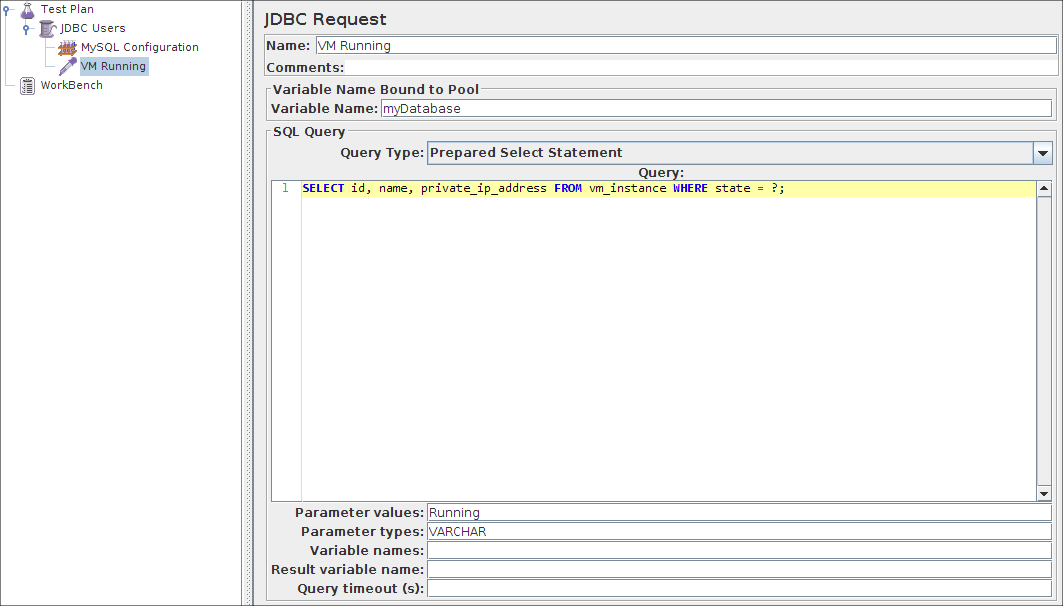 Test Plan
JDBC Users
MySQL Configuration
VM Running
WorkBench
JDBC Request
Name: VM Running
Comments:
Variable Name Bound to Pool
Variable Name: myDatabase
SQL Query
Query Type: Prepared Select Statement
Query:
1 SELECT id, name, private_ip_address FROM vm_instance WHERE state = ?;
Parameter values: Running
Parameter types: VARCHAR
Variable names:
Result variable name:
Query timeout (s):